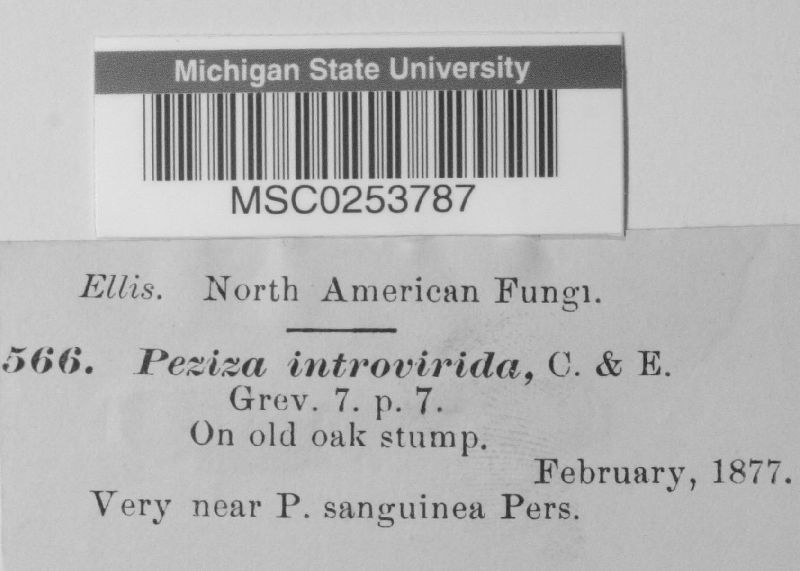 Michigan State University
MSC0253787
Ellis. North American Fungi.
566. Peziza introvirida, C. & E.
Grev. 7. p. 7.
On old oak stump.
February, 1877.
Very near P. sanguinea Pers.